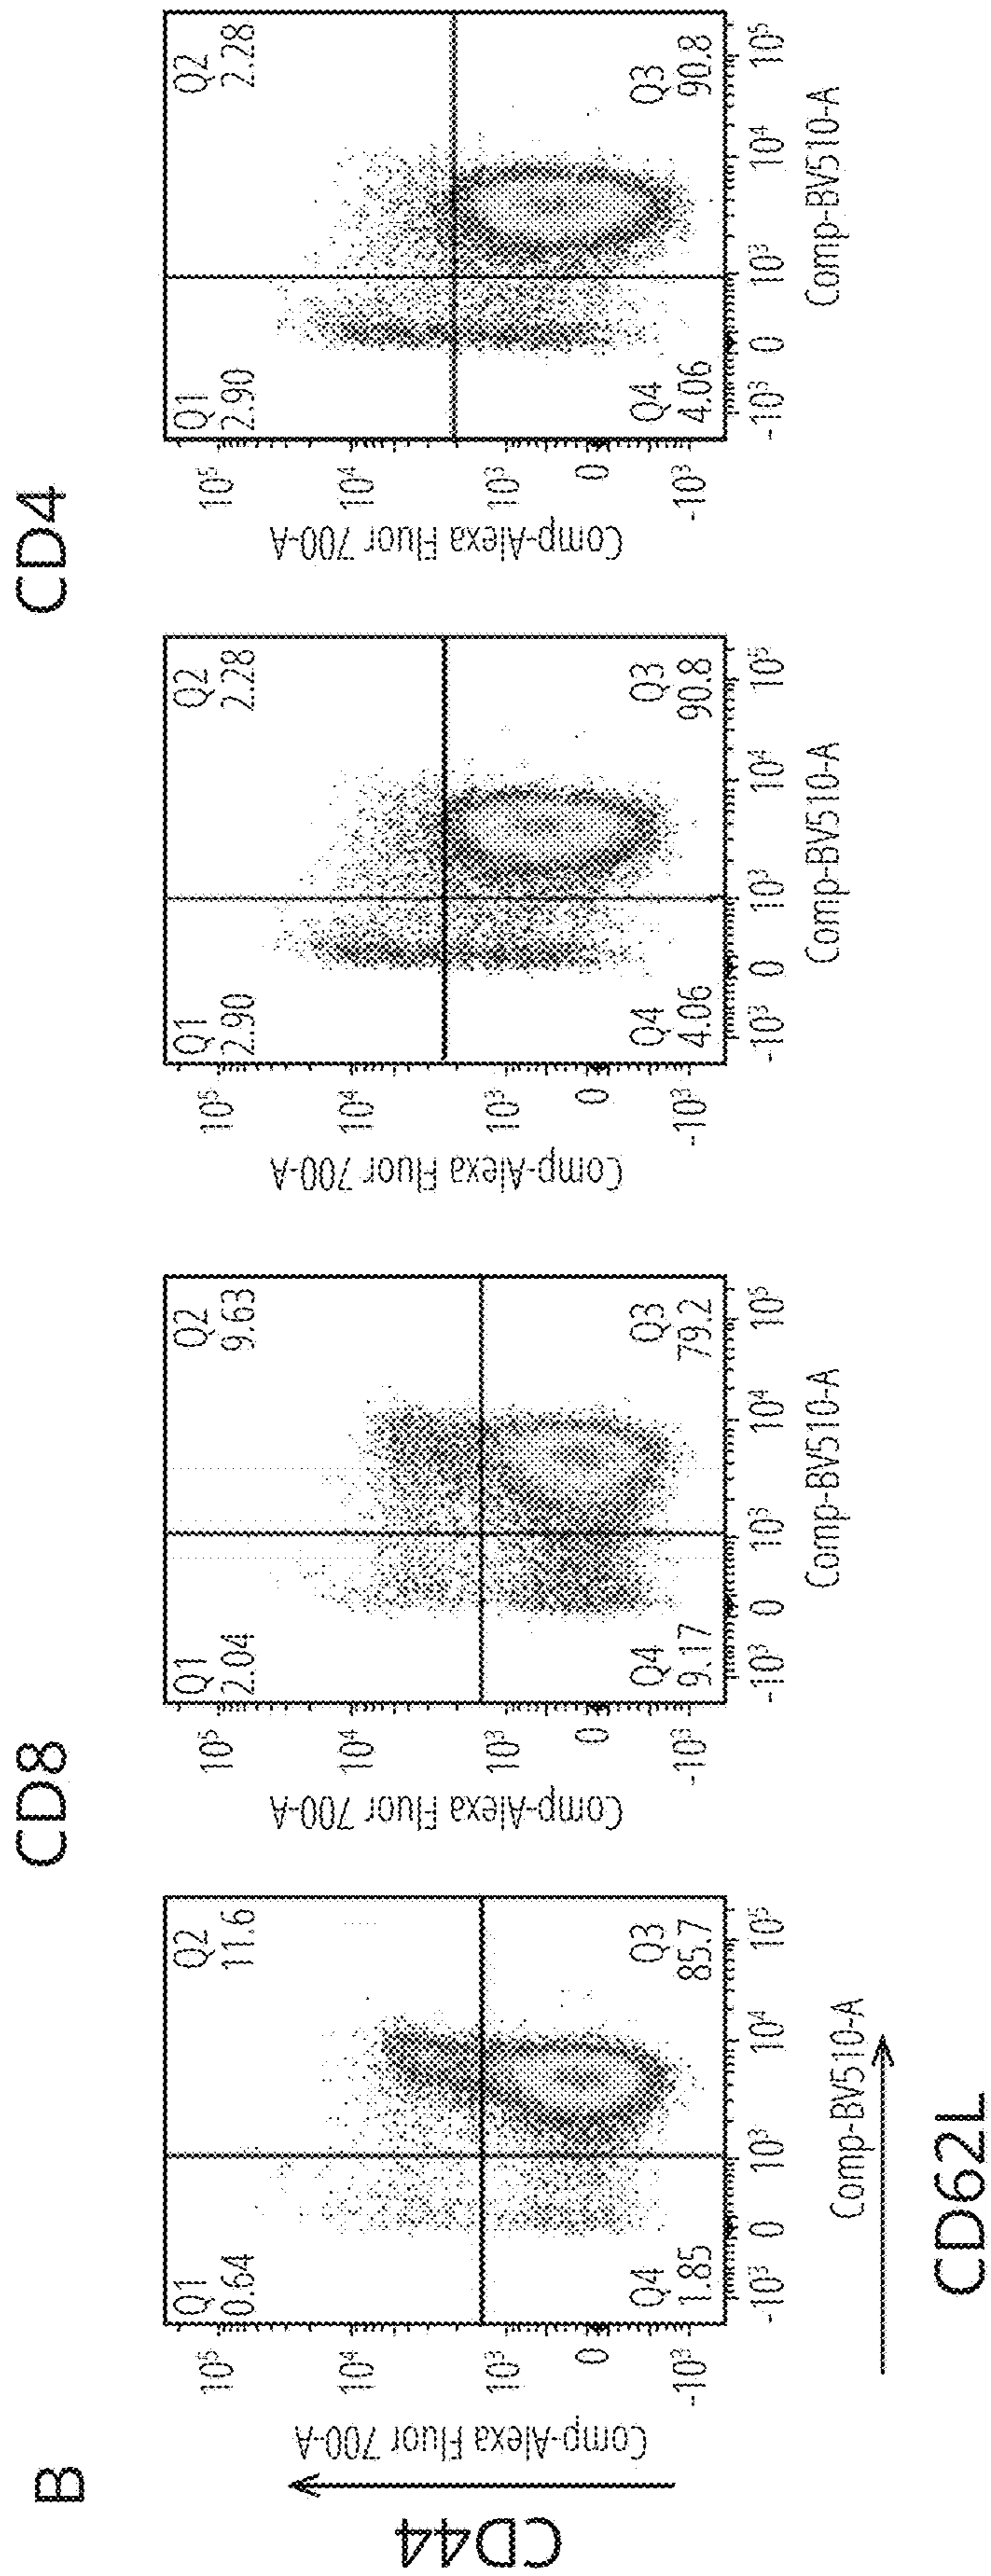 B
CD8
CD4
CD44
Comp-Alexa Fluor 700-A
10⁵
10⁴
10³
0
-10³
Q1
0.64
Q2
11.6
Q4
1.85
Q3
85.7
-10³
0
10³
10⁴
10⁵
Comp-BV510-A
CD62L
Comp-Alexa Fluor 700-A
10⁵
10⁴
10³
0
-10³
Q1
2.04
Q2
9.63
Q4
9.17
Q3
79.2
-10³
0
10³
10⁴
10⁵
Comp-BV510-A
Comp-Alexa Fluor 700-A
10⁵
10⁴
10³
0
-10³
Q1
2.90
Q2
2.28
Q4
4.06
Q3
90.8
-10³
0
10³
10⁴
10⁵
Comp-BV510-A
Comp-Alexa Fluor 700-A
10⁵
10⁴
10³
0
-10³
Q1
2.90
Q2
2.28
Q4
4.06
Q3
90.8
-10³
0
10³
10⁴
10⁵
Comp-BV510-A